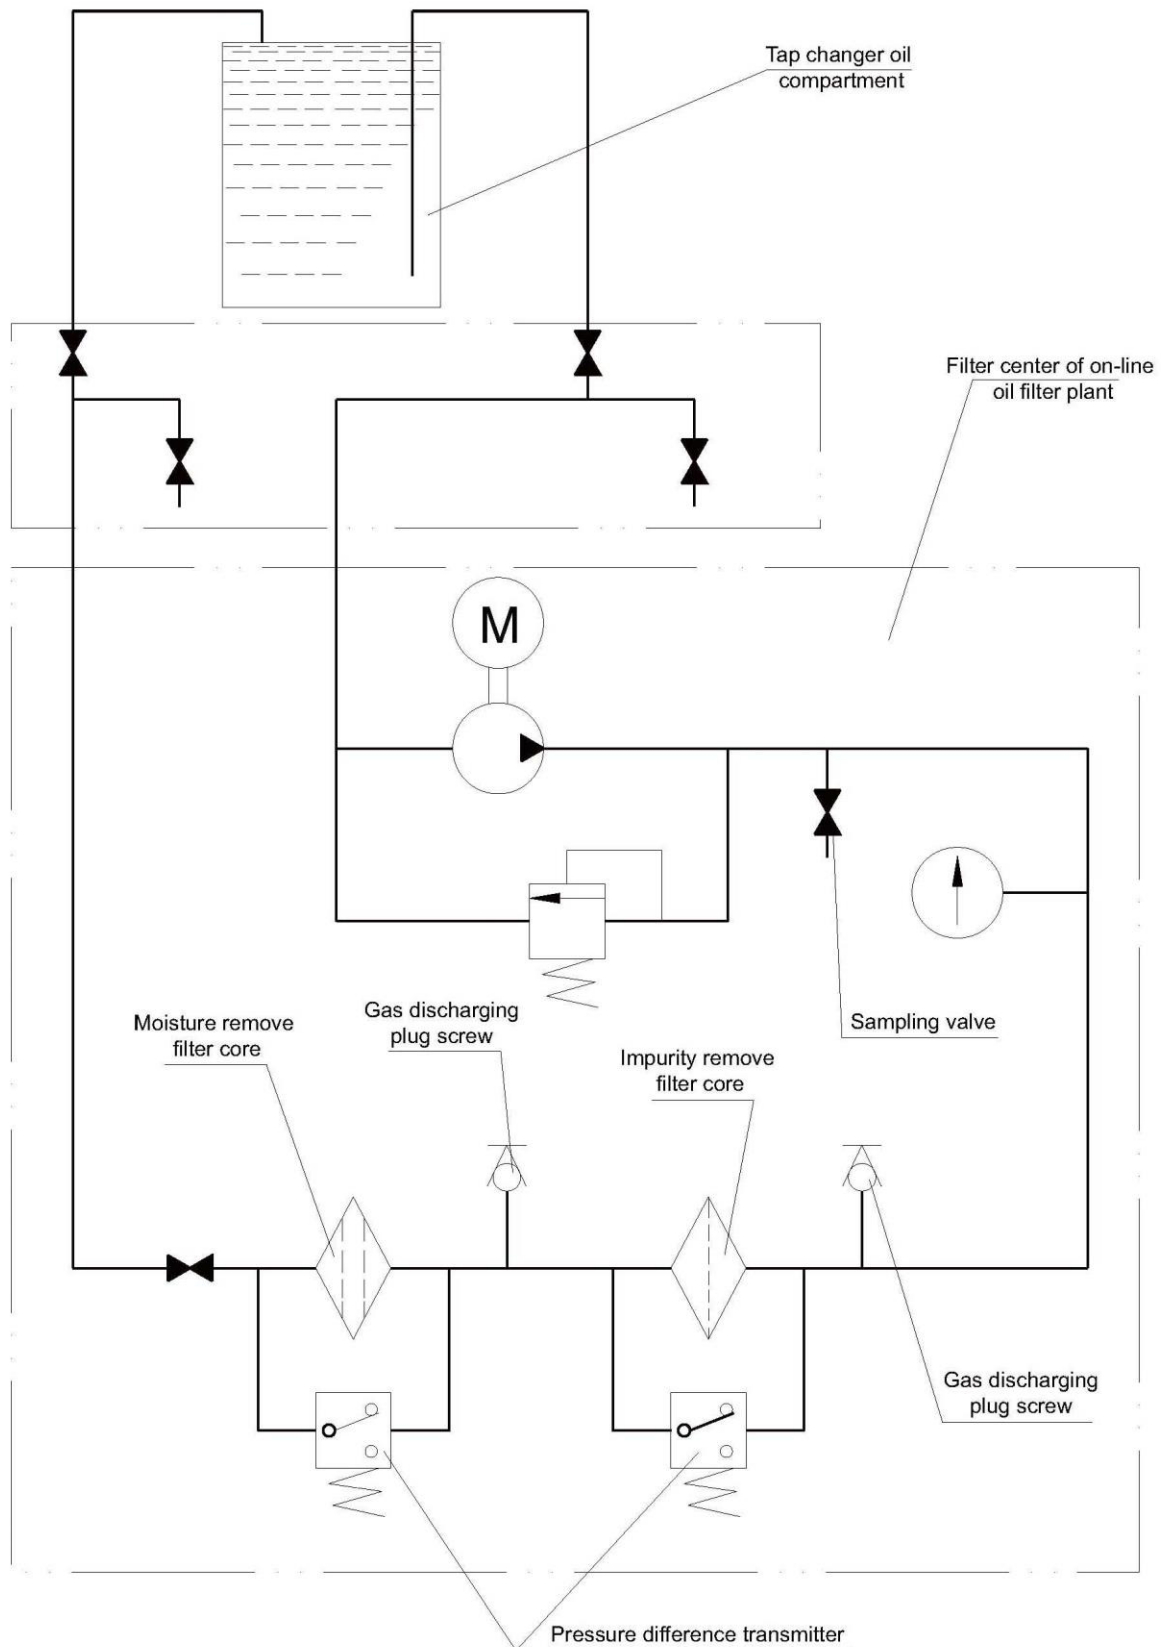 Tap changer oil
compartment
Filter center of on-line
oil filter plant
M
Gas discharging
plug screw
Moisture remove
filter core
Sampling valve
Impurity remove
filter core
Gas discharging
plug screw
Pressure difference transmitter